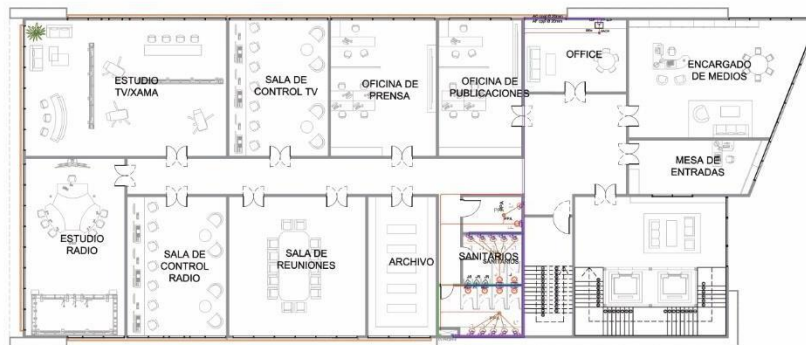 ESTUDIO
TV/XAMA
SALA DE
CONTROL TV
OFICINA DE
PRENSA
OFICINA DE
PUBLICACIONES
OFFICE
ENCARGADO
DE MEDIOS
MESA DE
ENTRADAS
ESTUDIO
RADIO
SALA DE
CONTROL
RADIO
SALA DE
REUNIONES
ARCHIVO
SANITARIOS
SANITARIOS